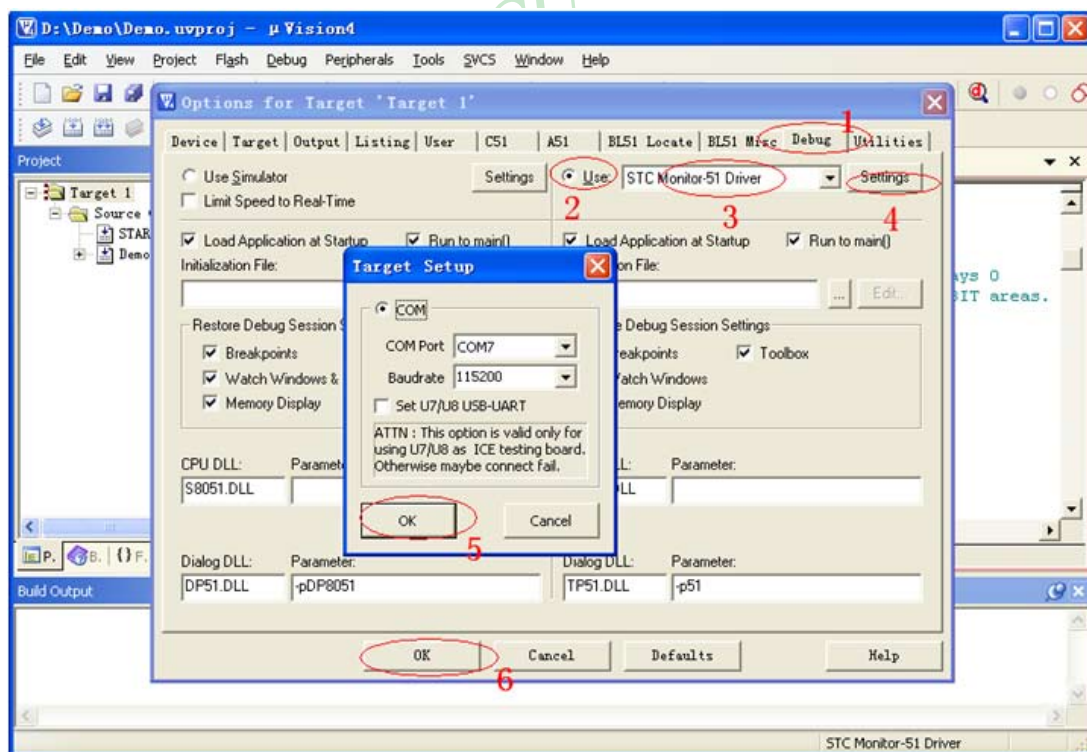 D:\Demo\Demo.uvproj - μVision4
File Edit View Project Flash Debug Peripherals Tools SVCS Window Help
Options for Target 'Target 1'
1
Device Target Output Listing User C51 A51 BL51 Locate BL51 Misc Debug Utilities
Project
Target 1
Source
STAR
Demo
Use Simulator
Settings
Use: STC Monitor-51 Driver
Settings
2
3
4
Limit Speed to Real-Time
Load Application at Startup
Run to main()
Load Application at Startup
Run to main()
Initialization File:
on File:
...
Edit...
ays 0
BIT areas.
Target Setup
COM
COM Port COM7
Baudrate 115200
Set U7/U8 USB-UART
ATTN : This option is valid only for
using U7/U8 as ICE testing board.
Otherwise maybe connect fail.
OK
Cancel
5
Restore Debug Session S
Breakpoints
Watch Windows &
Memory Display
e Debug Session Settings
reakpoints
Toolbox
Watch Windows
emory Display
CPU DLL:
Paramet
S8051.DLL
LL:
Parameter:
DLL
Dialog DLL:
Parameter:
DP51.DLL
-pDP8051
Dialog DLL:
Parameter:
TP51.DLL
-p51
P. B. {} F.
Build Output
OK
Cancel
Defaults
Help
6
STC Monitor-51 Driver